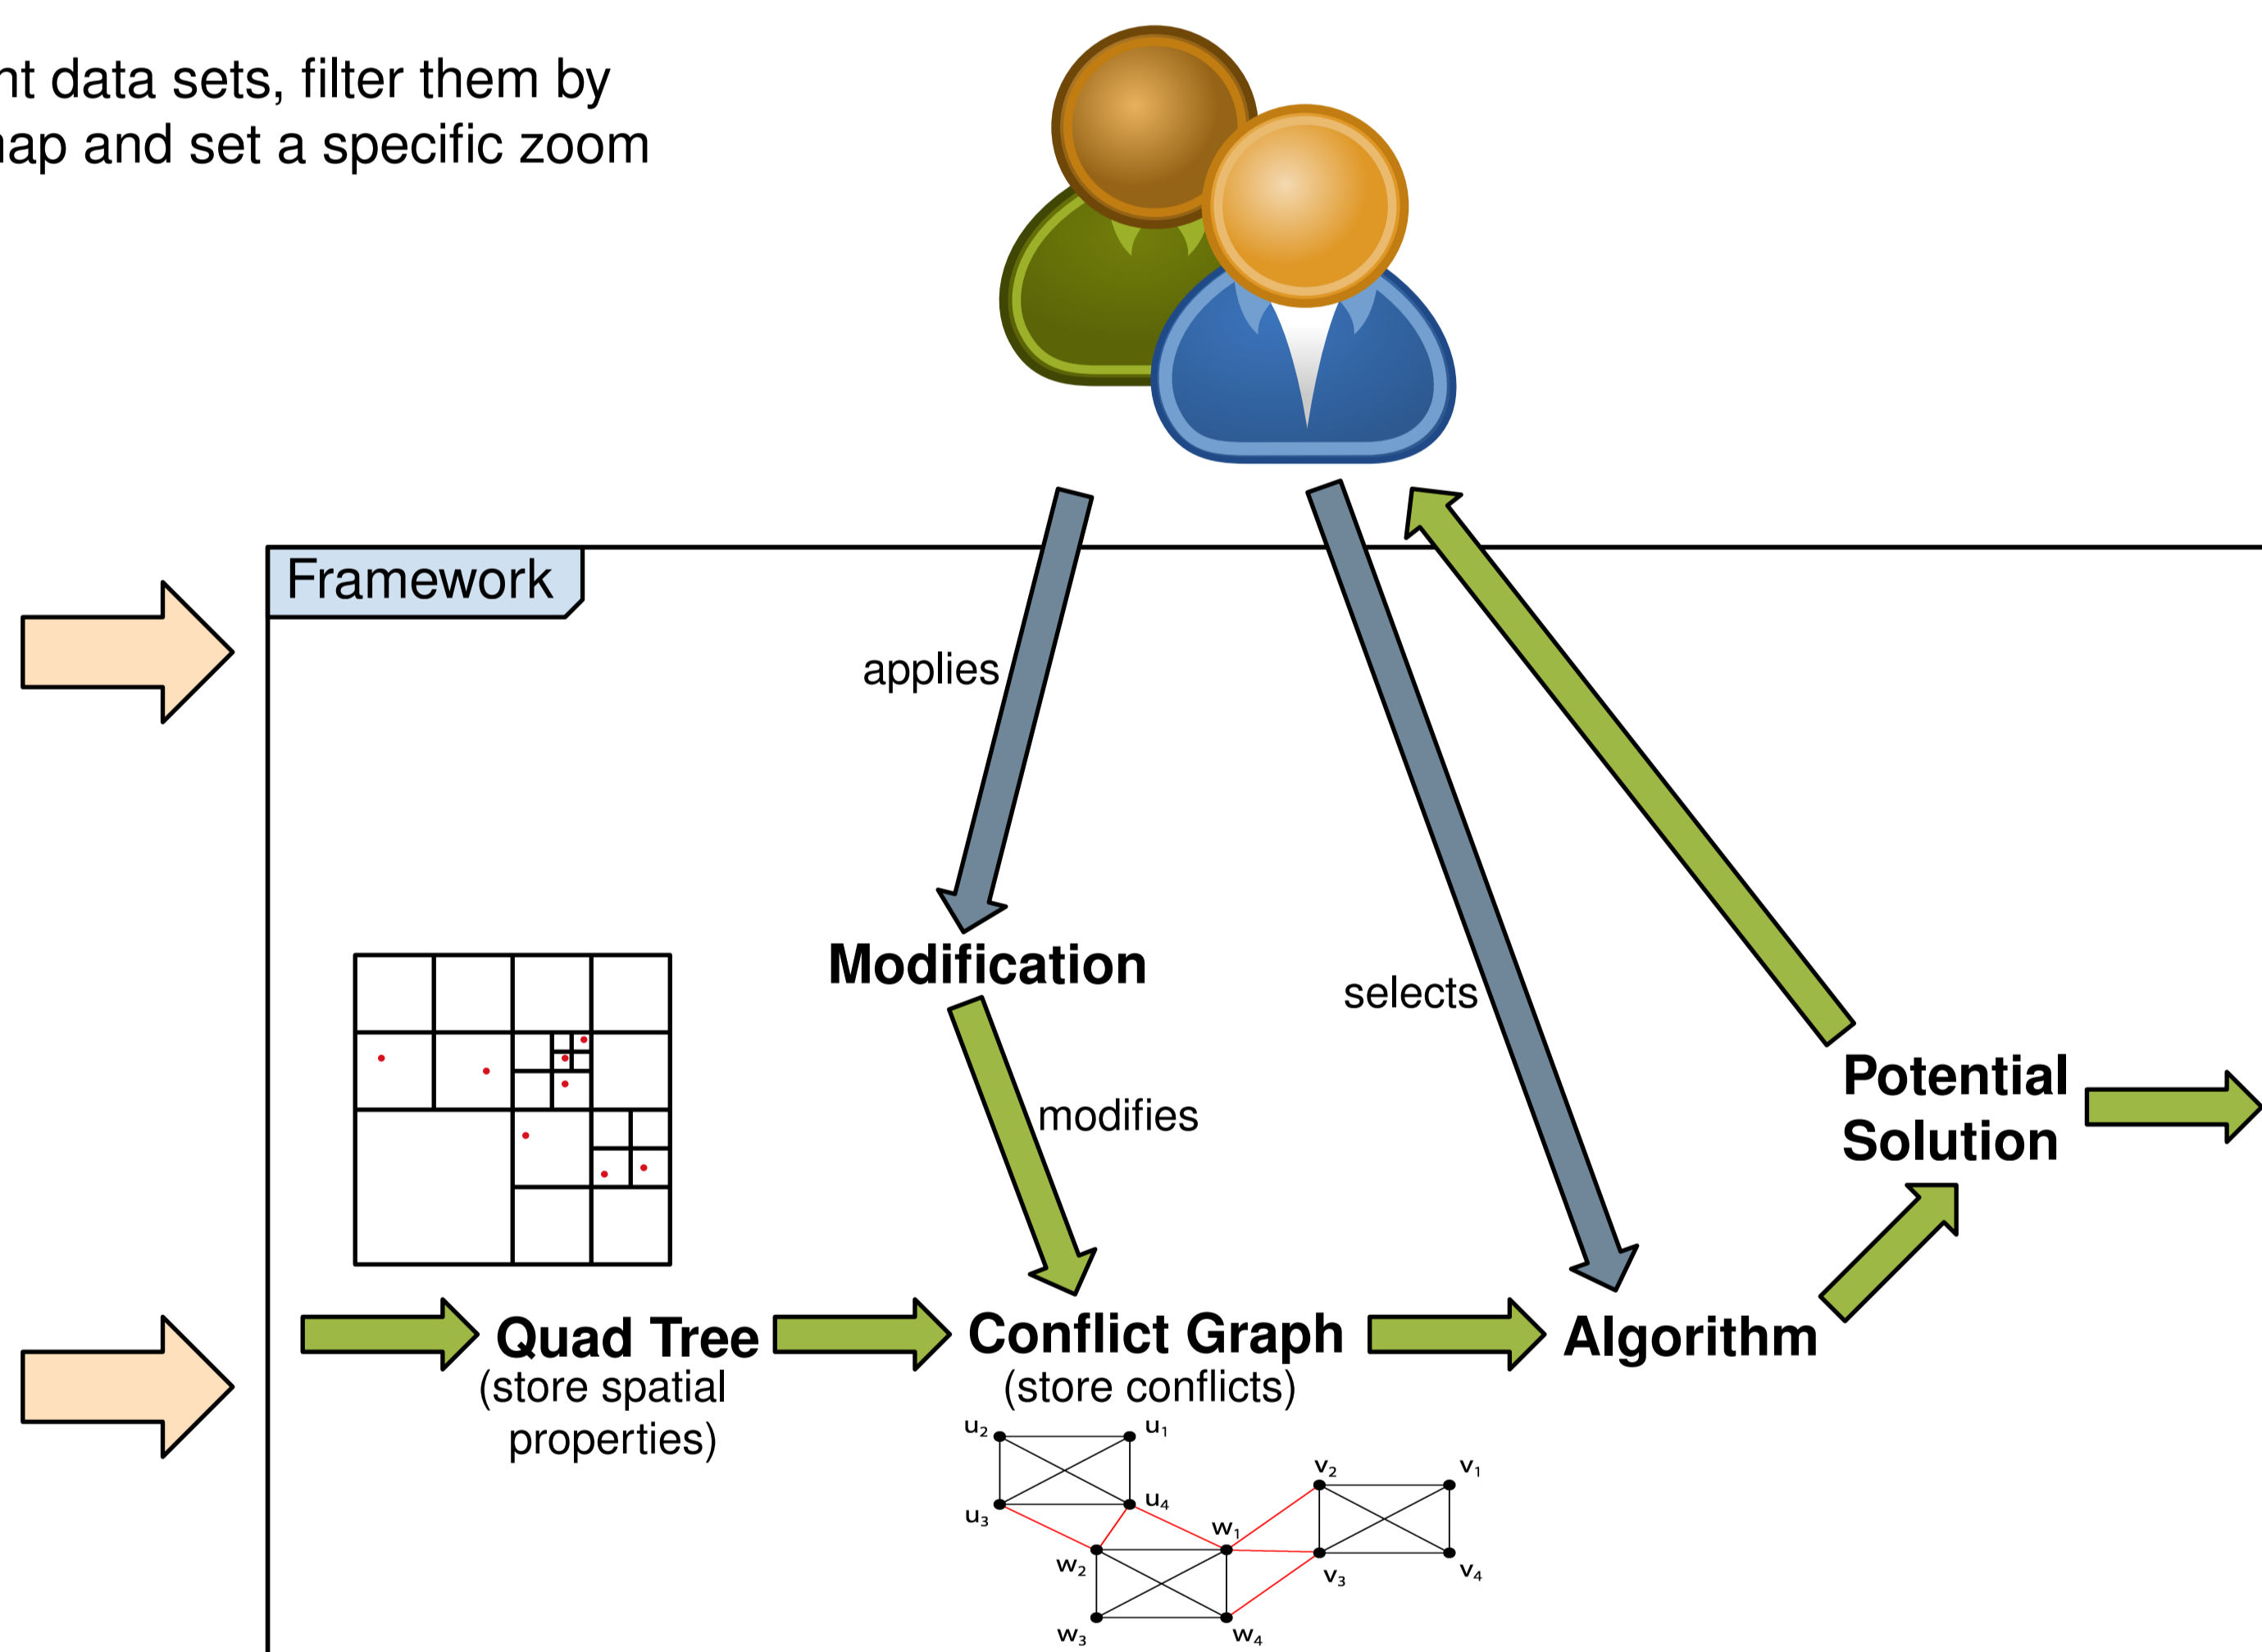 data sets, filter them by
and set a specific zoom
Framework
applies
Modification
selects
modifies
Potential
Solution
Quad Tree
(store spatial
properties)
Conflict Graph
(store conflicts)
Algorithm
u2
u1
u3
u4
v2
v1
w1
w2
v3
v4
w3
w4